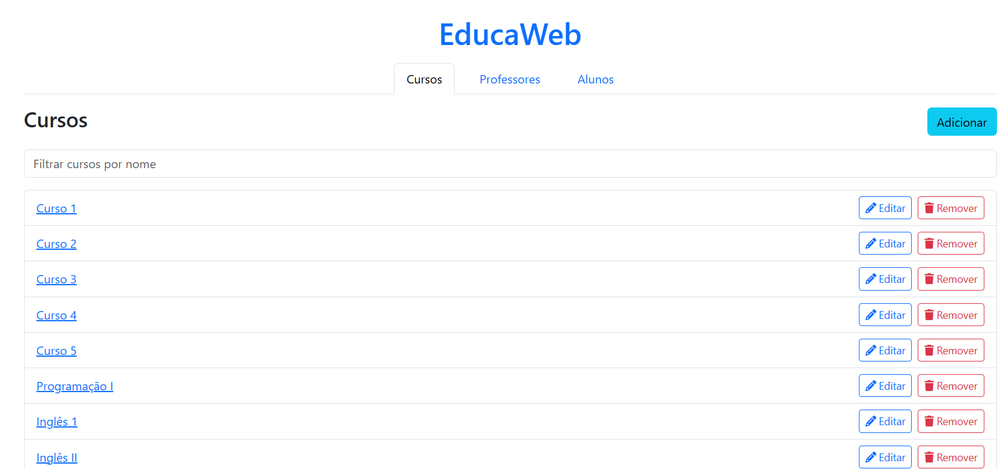 EducaWeb
Cursos Professores Alunos
Cursos Adicionar
Filtrar cursos por nome
Curso 1 Editar Remover
Curso 2 Editar Remover
Curso 3 Editar Remover
Curso 4 Editar Remover
Curso 5 Editar Remover
Programação I Editar Remover
Inglês 1 Editar Remover
Inglês II Editar Remover